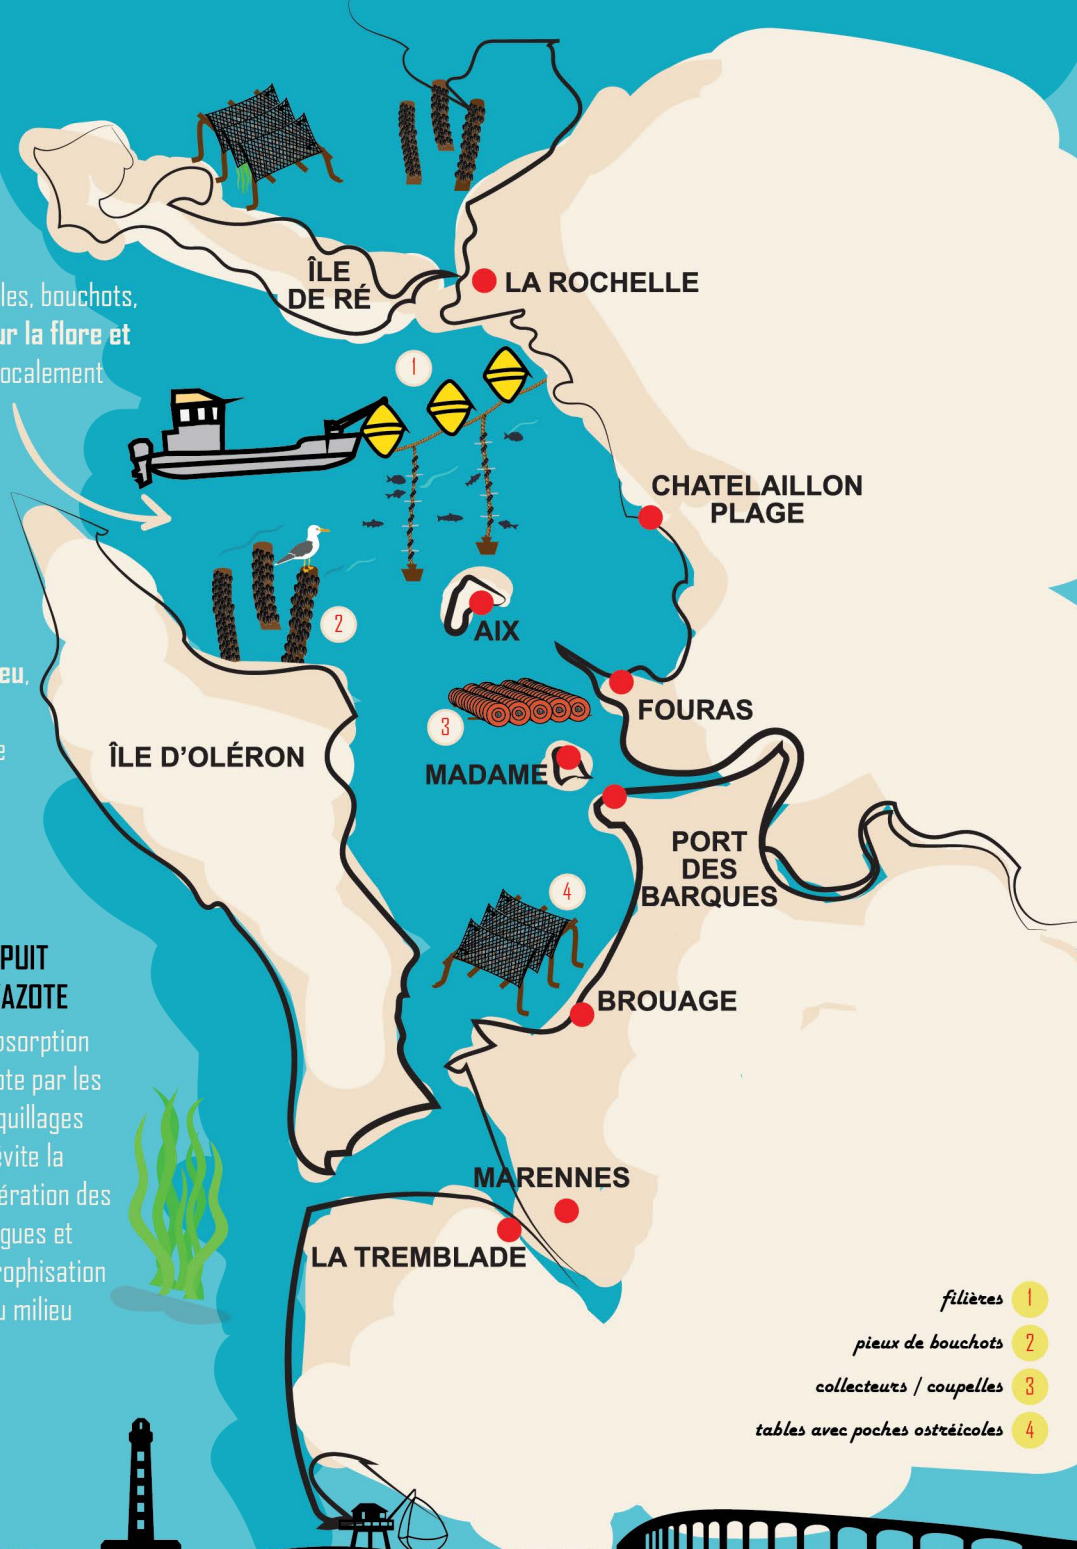 les, bouchots,
ur la flore et
ocalement
ÎLE
DE RÉ
LA ROCHELLE
1
CHATELAILLON
PLAGE
2
AIX
eu,
e
FOURAS
3
ÎLE D'OLÉRON
MADAME
PORT
DES
BARQUES
4
PUIT
AZOTE
bsorption
ote par les
quillages
évite la
ération des
gues et
rophisation
u milieu
BROUAGE
MARENNES
LA TREMBLADE
filières 1
pieux de bouchots 2
collecteurs / coupelles 3
tables avec poches ostréicoles 4